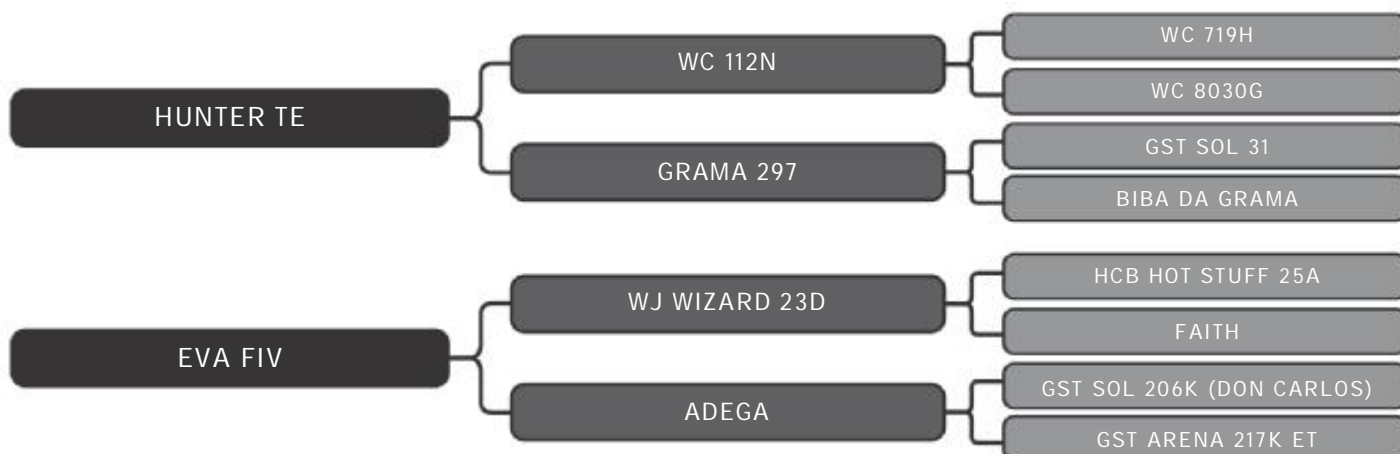 HUNTER TE
WC 112N
GRAMA 297
WC 719H
WC 8030G
GST SOL 31
BIBA DA GRAMA
EVA FIV
WJ WIZARD 23D
ADEGA
HCB HOT STUFF 25A
FAITH
GST SOL 206K (DON CARLOS)
GST ARENA 217K ET